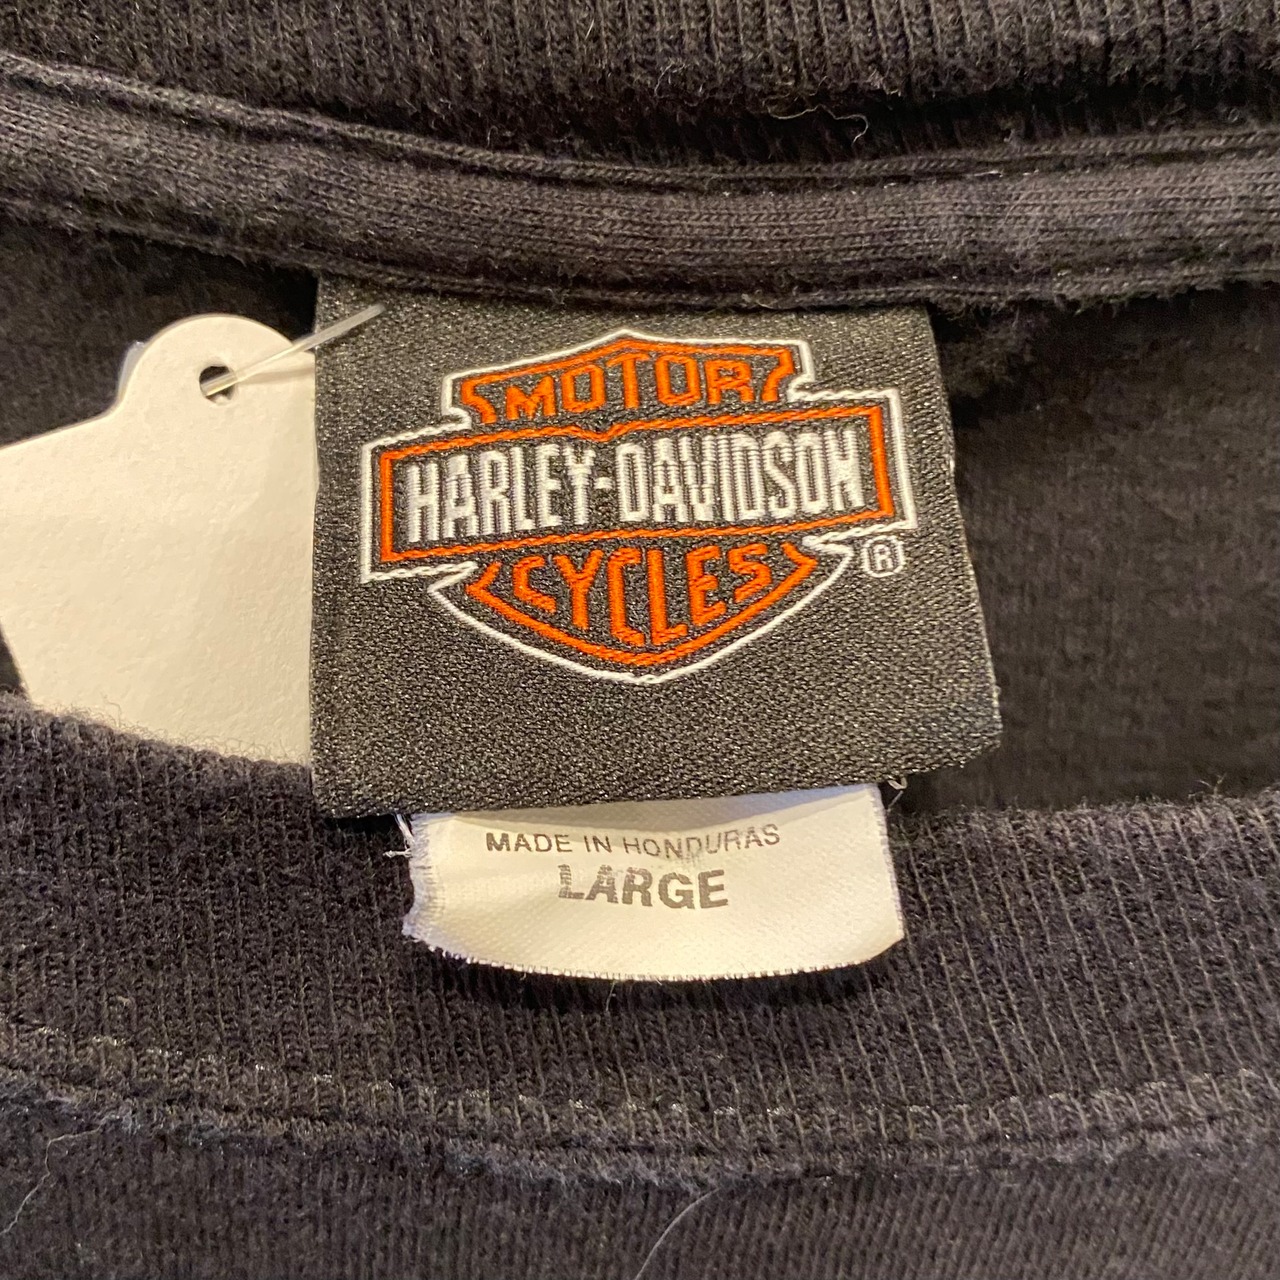 MOTOR
HARLEY-DAVIDSON
CYCLES
®
MADE IN HONDURAS
LARGE